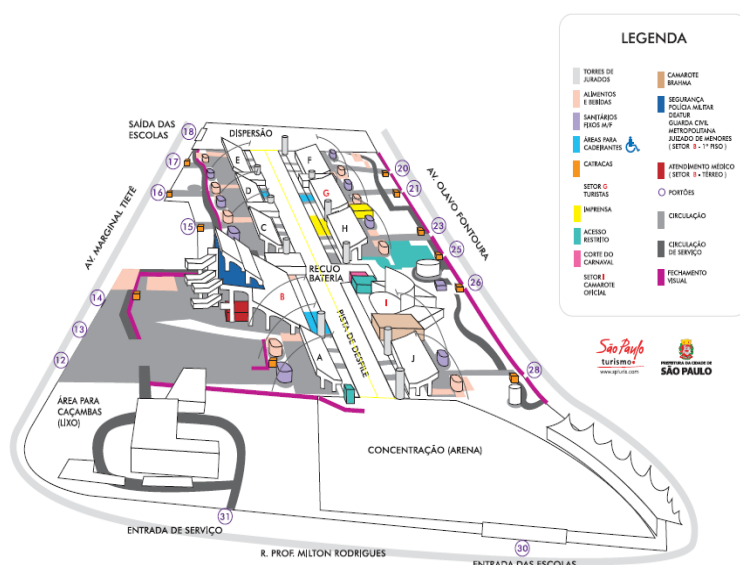 LEGENDA
TORRES DE
JURADOS
ALIMENTOS
E BEBIDAS
SANITÁRIOS
FIXOS M/F
ÁREAS PARA
CADEIRANTES
CATRACAS
SETOR G
TURISTAS
IMPRENSA
ACESSO
RESTRITO
CORTE DO
CARNAVAL
SETOR I
CAMAROTE
OFICIAL
CAMAROTE
BRAHMA
SEGURANÇA
POLÍCIA MILITAR
DEATUR
GUARDA CIVIL
METROPOLITANA
JUIZADO DE MENORES
( SETOR B - 1º PISO )
ATENDIMENTO MÉDICO
( SETOR B - TÉRREO )
PORTÕES
CIRCULAÇÃO
CIRCULAÇÃO
DE SERVIÇO
FECHAMENTO
VISUAL
São Paulo
turismo
www.spturis.com
PREFEITURA DA CIDADE DE
SÃO PAULO
SAÍDA DAS
ESCOLAS
18
DISPERSÃO
17
E
F
20
16
D
G
21
AV. OLAVO FONTOURA
15
C
H
23
25
AV. MARGINAL TIETÊ
RECUO
BATERIA
26
14
B
I
13
PISTA DE DESFILE
12
A
J
28
ÁREA PARA
CAÇAMBAS
(LIXO)
CONCENTRAÇÃO (ARENA)
31
ENTRADA DE SERVIÇO
30
R. PROF. MILTON RODRIGUES
ENTRADA DAS ESCOLAS